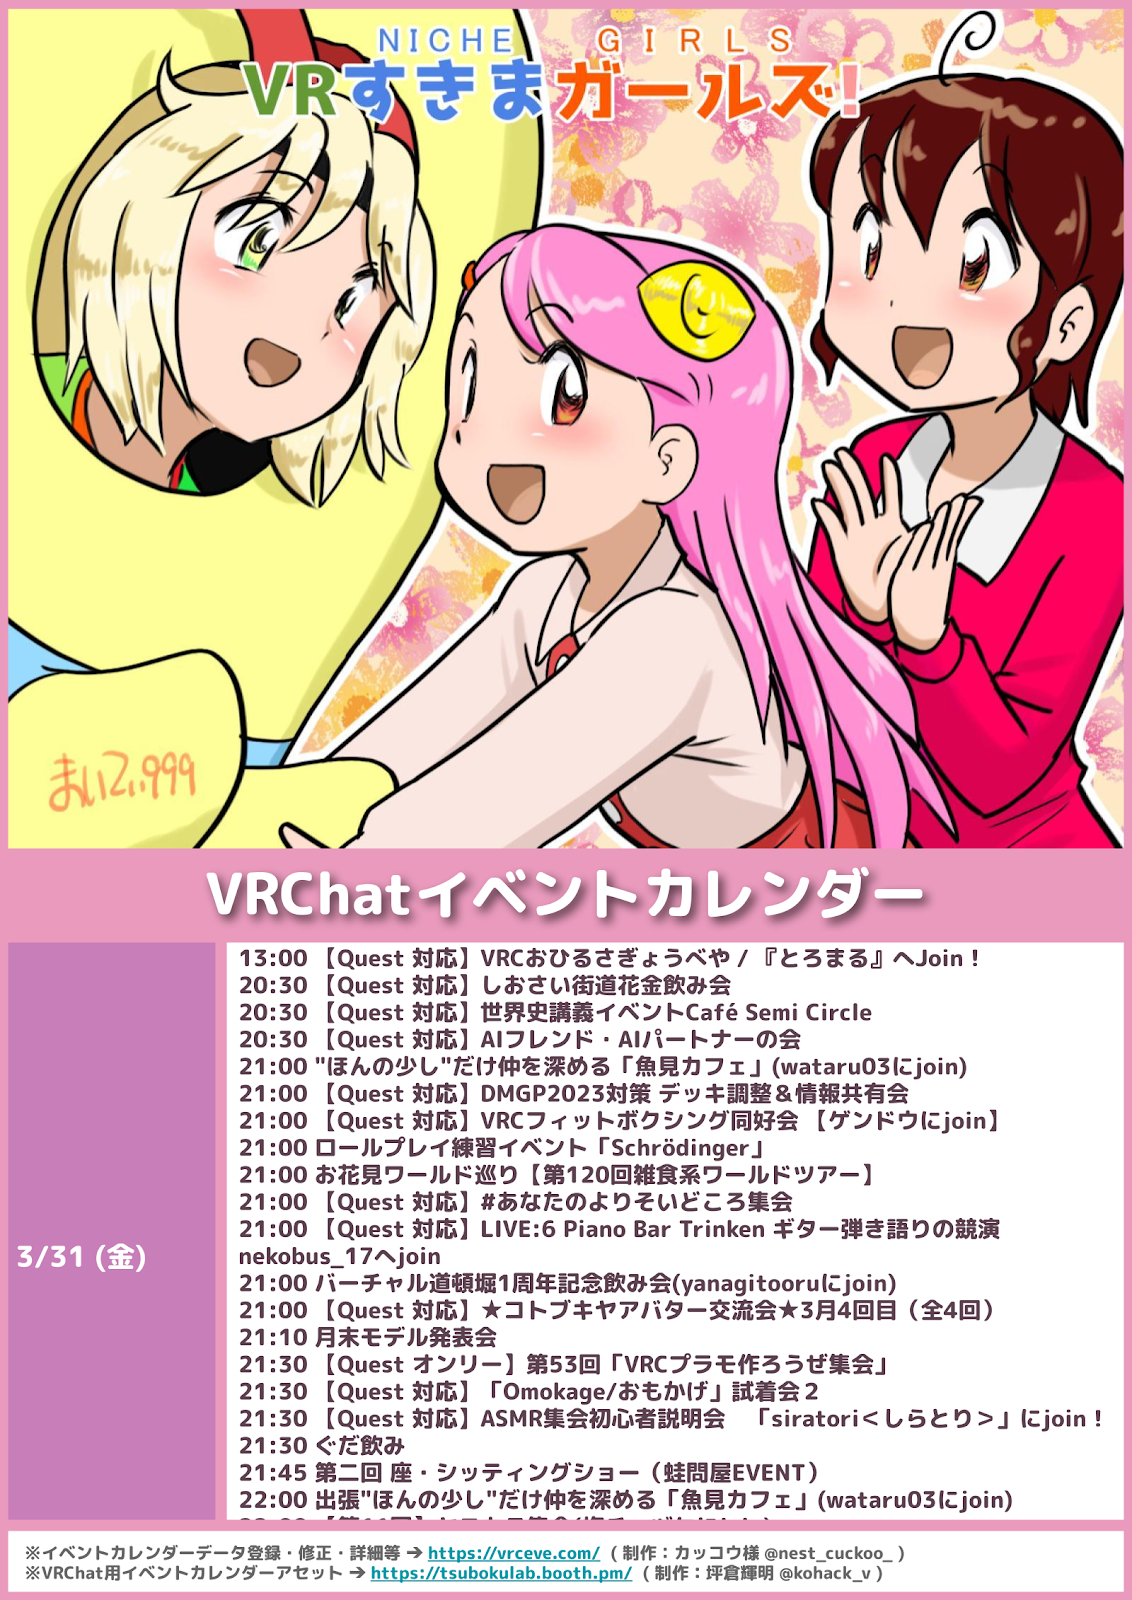 NICHE GIRLS
VRすきまガールズ!
まいてぃ999
VRChatイベントカレンダー
3/31 (金)
13:00 【Quest 対応】VRCおひるさぎょうべや / 『とろまる』へJoin！
20:30 【Quest 対応】しおさい街道花金飲み会
20:30 【Quest 対応】世界史講義イベントCafé Semi Circle
20:30 【Quest 対応】AIフレンド・AIパートナーの会
21:00 "ほんの少し"だけ仲を深める「魚見カフェ」(wataru03にjoin)
21:00 【Quest 対応】DMGP2023対策 デッキ調整＆情報共有会
21:00 【Quest 対応】VRCフィットボクシング同好会 【ゲンドウにjoin】
21:00 ロールプレイ練習イベント「Schrödinger」
21:00 お花見ワールド巡り【第120回雑食系ワールドツアー】
21:00 【Quest 対応】#あなたのよりそいどころ集会
21:00 【Quest 対応】LIVE:6 Piano Bar Trinken ギター弾き語りの競演
nekobus_17へjoin
21:00 バーチャル道頓堀1周年記念飲み会(yanagitooruにjoin)
21:00 【Quest 対応】★コトブキヤアバター交流会★3月4回目（全4回）
21:10 月末モデル発表会
21:30 【Quest オンリー】第53回「VRCプラモ作ろうぜ集会」
21:30 【Quest 対応】「Omokage/おもかげ」試着会２
21:30 【Quest 対応】ASMR集会初心者説明会　「siratori＜しらとり＞」にjoin！
21:30 ぐだ飲み
21:45 第二回 座・シッティングショー（蛙問屋EVENT）
22:00 出張"ほんの少し"だけ仲を深める「魚見カフェ」(wataru03にjoin)
※イベントカレンダーデータ登録・修正・詳細等 ➔ https://vrceve.com/ （制作：カッコウ様 @nest_cuckoo_ ）
※VRChat用イベントカレンダーアセット ➔ https://tsubokulab.booth.pm/ （制作：坪倉輝明 @kohack_v ）